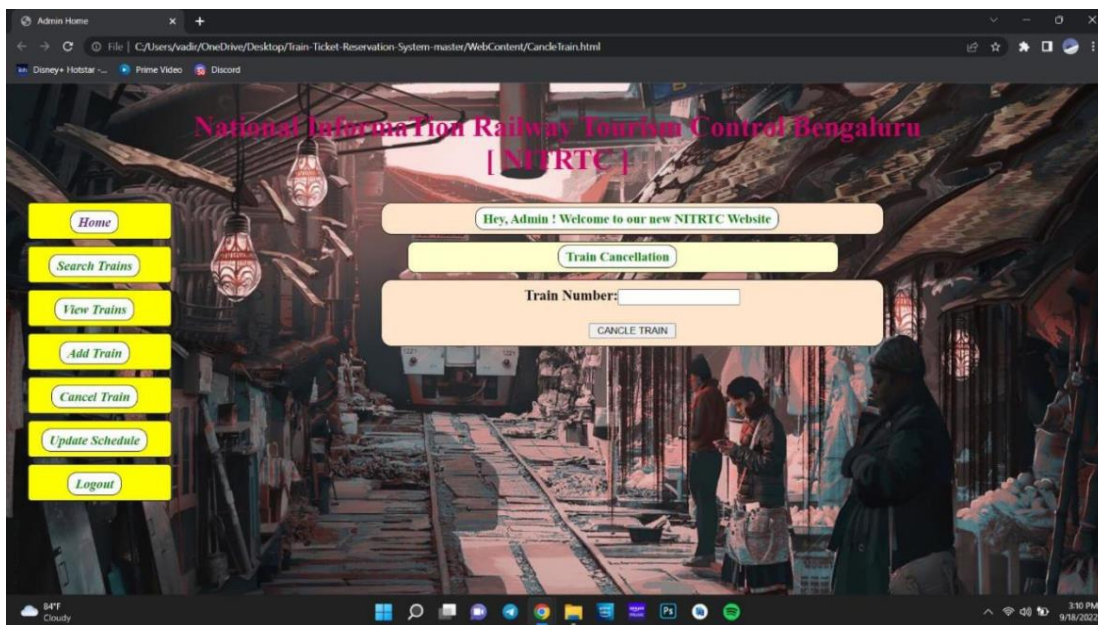 Admin Home
File | C:/Users/vadir/OneDrive/Desktop/Train-Ticket-Reservation-System-master/WebContent/CancleTrain.html
Disney+ Hotstar -... Prime Video Discord
National InformaTion Railway Tourism Control Bengaluru
[ NITRTC ]
Home
Search Trains
View Trains
Add Train
Cancel Train
Update Schedule
Logout
Hey, Admin ! Welcome to our new NITRTC Website
Train Cancellation
Train Number:
CANCLE TRAIN
84°F
Cloudy
Ps
3:10 PM
9/18/2022